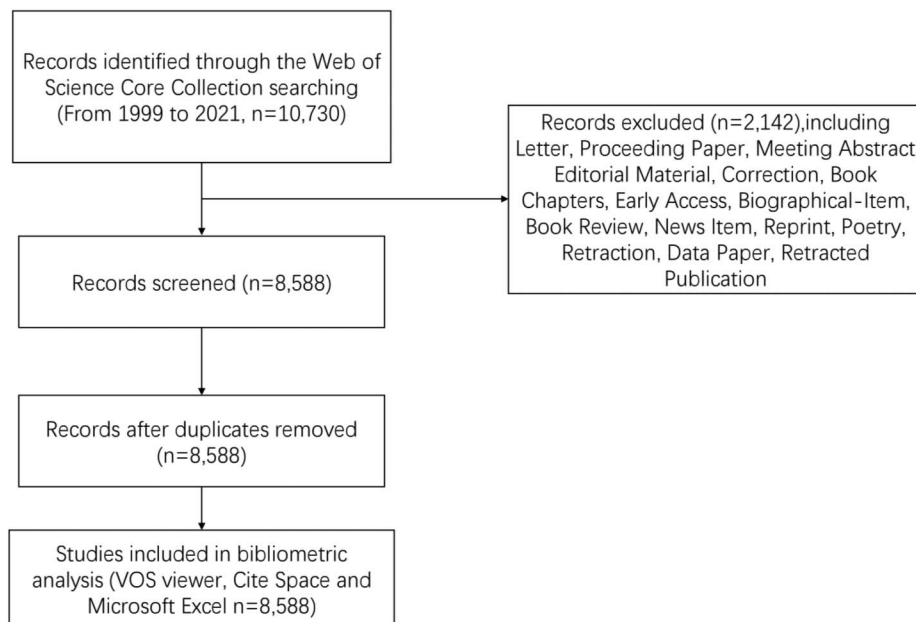 Records identified through the Web of
Science Core Collection searching
(From 1999 to 2021, n=10,730)
Records excluded (n=2,142),including
Letter, Proceeding Paper, Meeting Abstract
Editorial Material, Correction, Book
Chapters, Early Access, Biographical-Item,
Book Review, News Item, Reprint, Poetry,
Retraction, Data Paper, Retracted
Publication
Records screened (n=8,588)
Records after duplicates removed
(n=8,588)
Studies included in bibliometric
analysis (VOS viewer, Cite Space and
Microsoft Excel n=8,588)